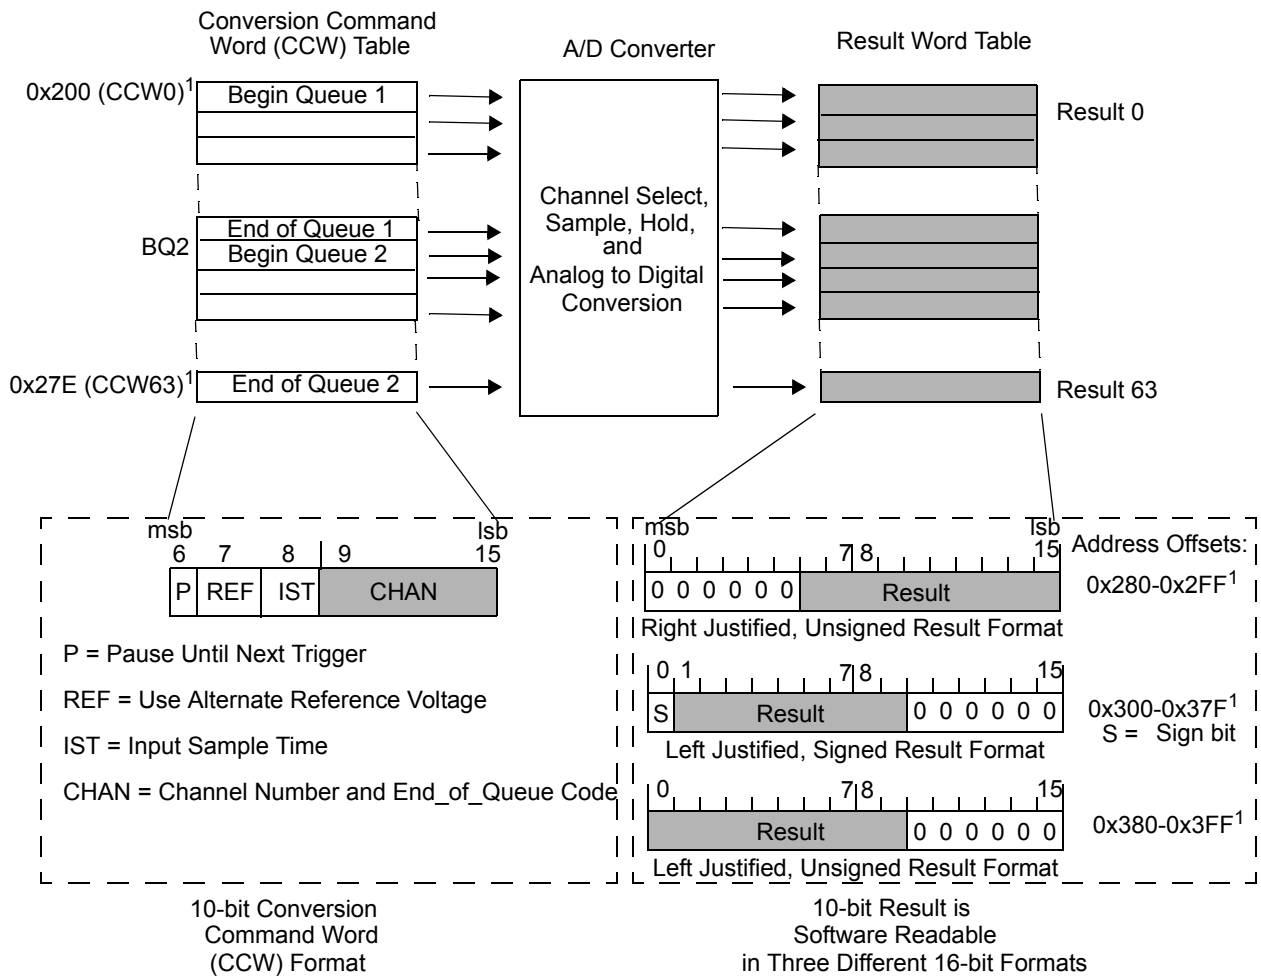 Conversion Command
Word (CCW) Table
A/D Converter
Result Word Table
0x200 (CCW0)1
Begin Queue 1
Result 0
Channel Select,
Sample, Hold,
and
Analog to Digital
Conversion
End of Queue 1
BQ2
Begin Queue 2
0x27E (CCW63)1
End of Queue 2
Result 63
msb lsb
6 7 8 9 15
P REF IST CHAN
P = Pause Until Next Trigger
REF = Use Alternate Reference Voltage
IST = Input Sample Time
CHAN = Channel Number and End_of_Queue Code
10-bit Conversion
Command Word
(CCW) Format
msb lsb
0 7 8 15
Address Offsets:
0 0 0 0 0 0 Result
0x280-0x2FF1
Right Justified, Unsigned Result Format
0 1 7 8 15
S Result 0 0 0 0 0 0
0x300-0x37F1
S = Sign bit
Left Justified, Signed Result Format
0 7 8 15
Result 0 0 0 0 0 0
0x380-0x3FF1
Left Justified, Unsigned Result Format
10-bit Result is
Software Readable
in Three Different 16-bit Formats